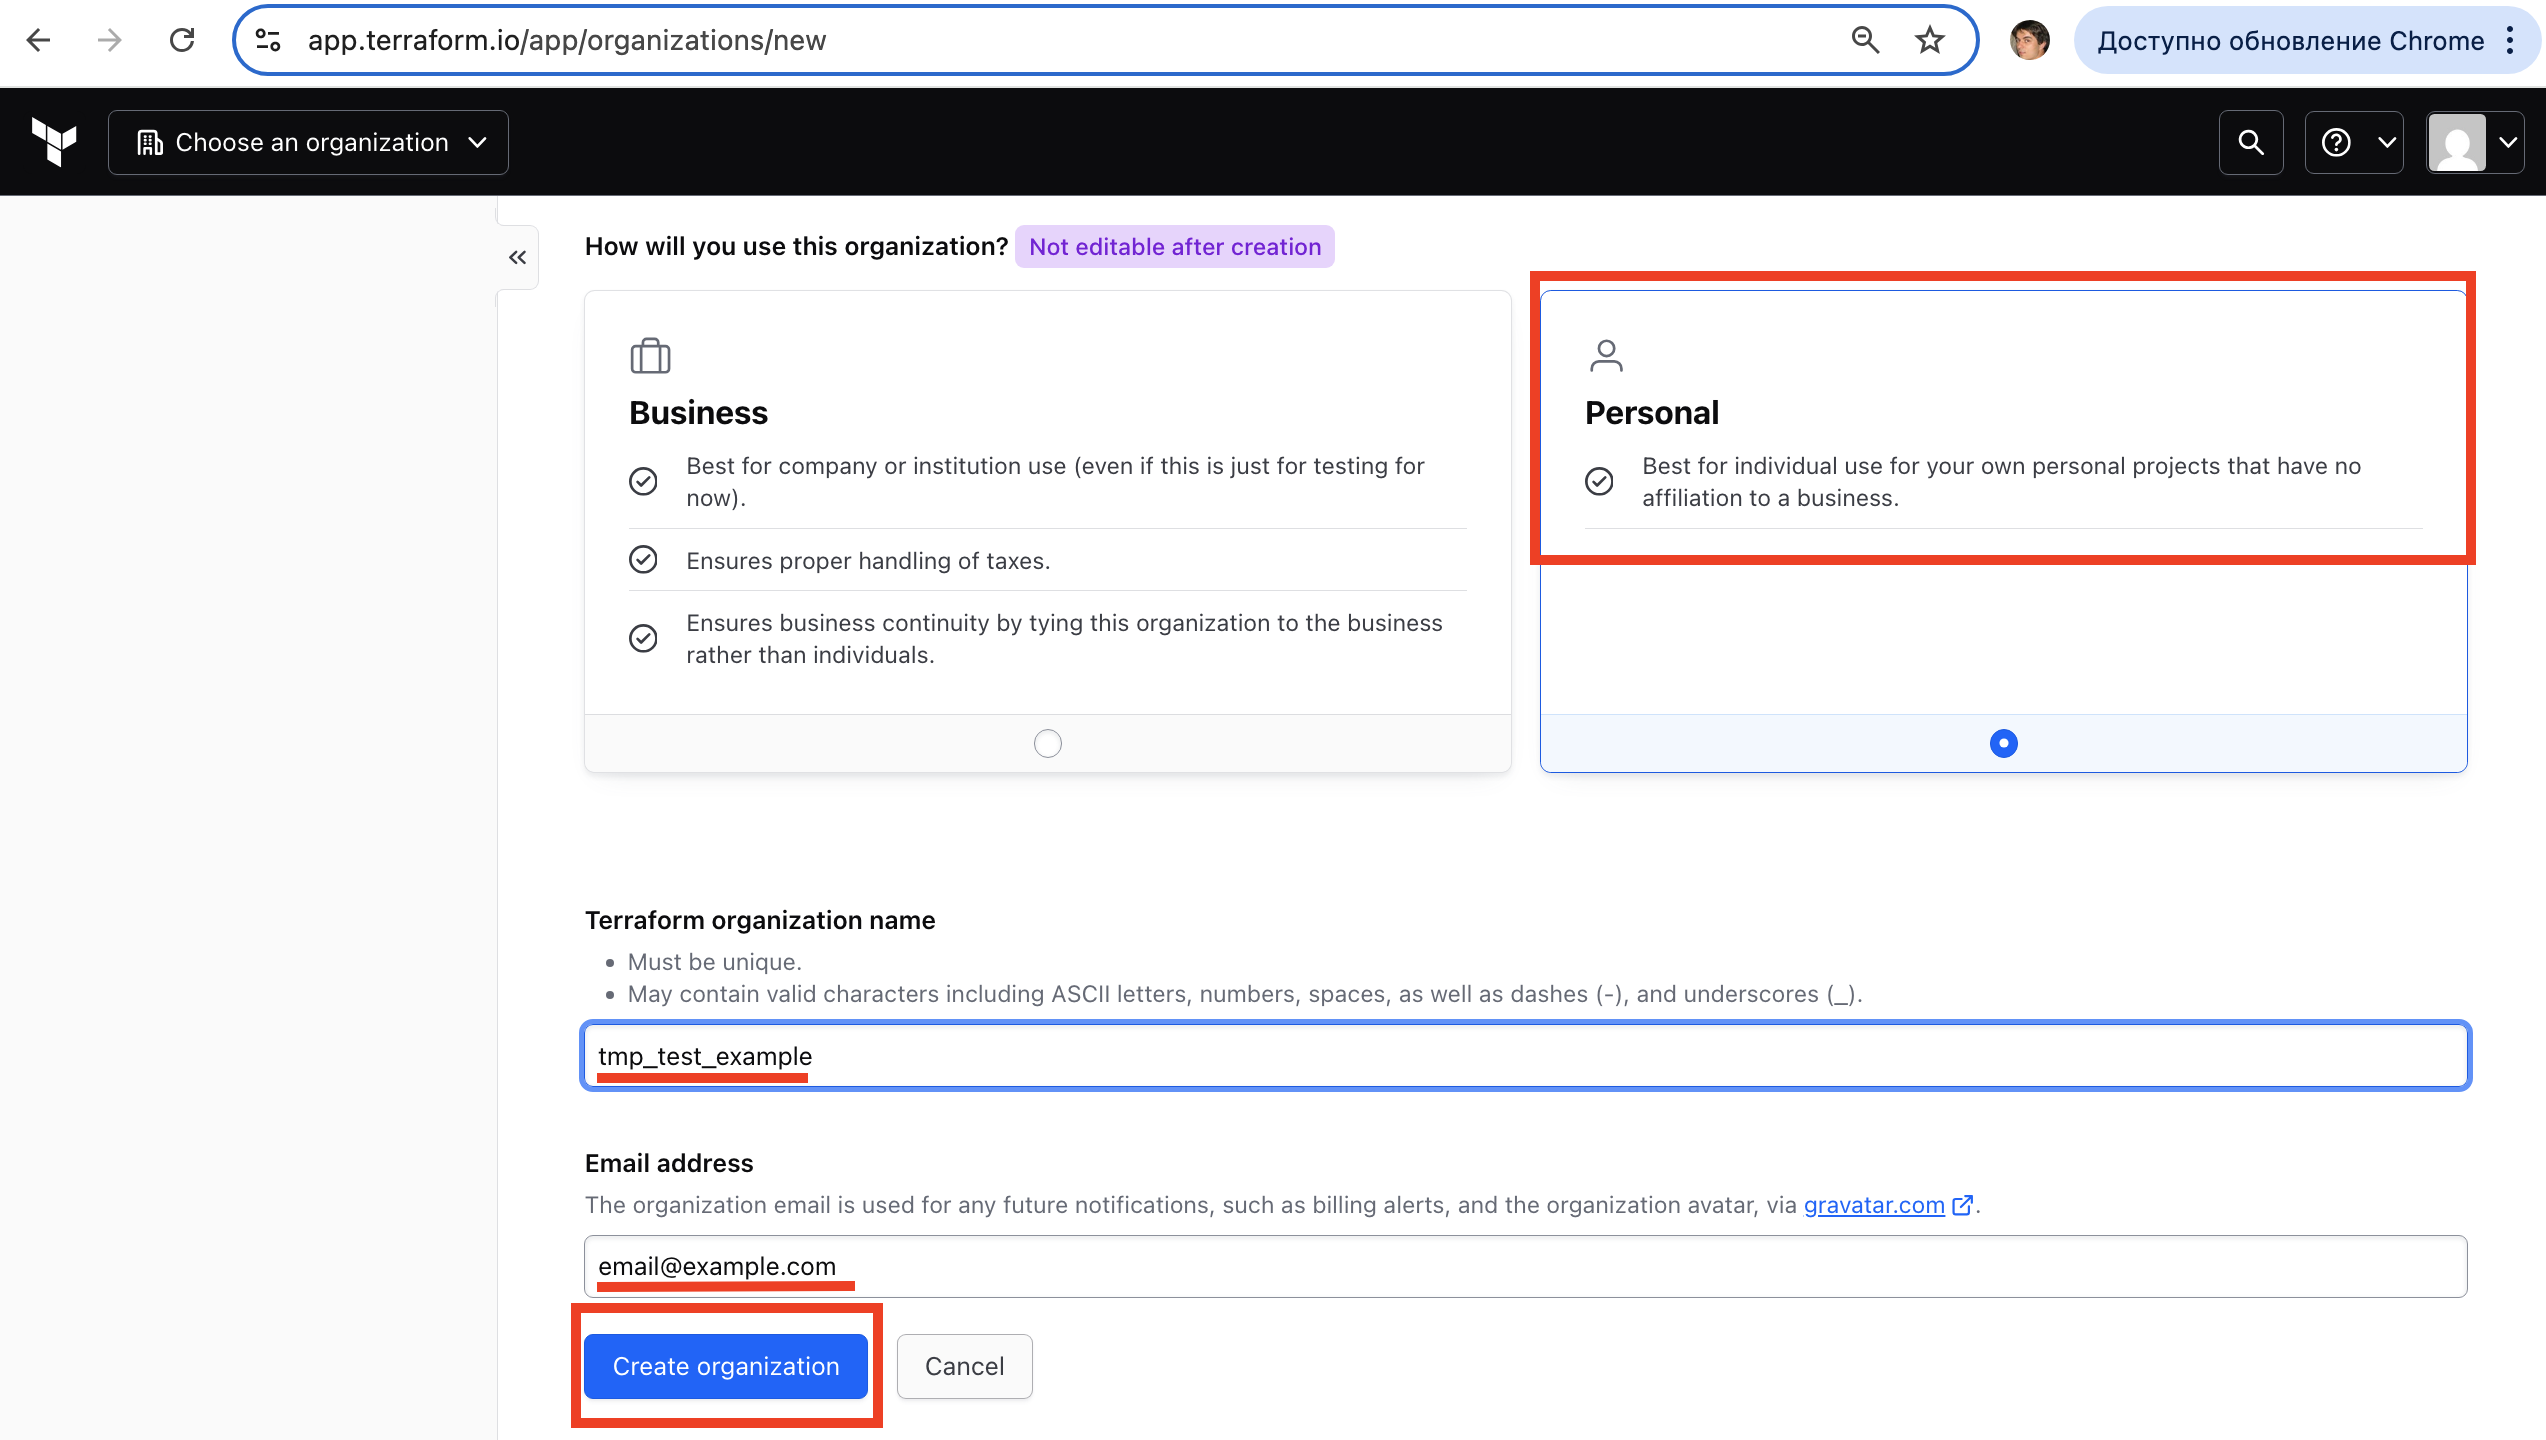 app.terraform.io/app/organizations/new
Доступно обновление Chrome
Choose an organization
How will you use this organization? Not editable after creation
Business
Best for company or institution use (even if this is just for testing for
now).
Ensures proper handling of taxes.
Ensures business continuity by tying this organization to the business
rather than individuals.
Personal
Best for individual use for your own personal projects that have no
affiliation to a business.
Terraform organization name
Must be unique.
May contain valid characters including ASCII letters, numbers, spaces, as well as dashes (-), and underscores (_).
tmp_test_example
Email address
The organization email is used for any future notifications, such as billing alerts, and the organization avatar, via gravatar.com.
email@example.com
Create organization
Cancel